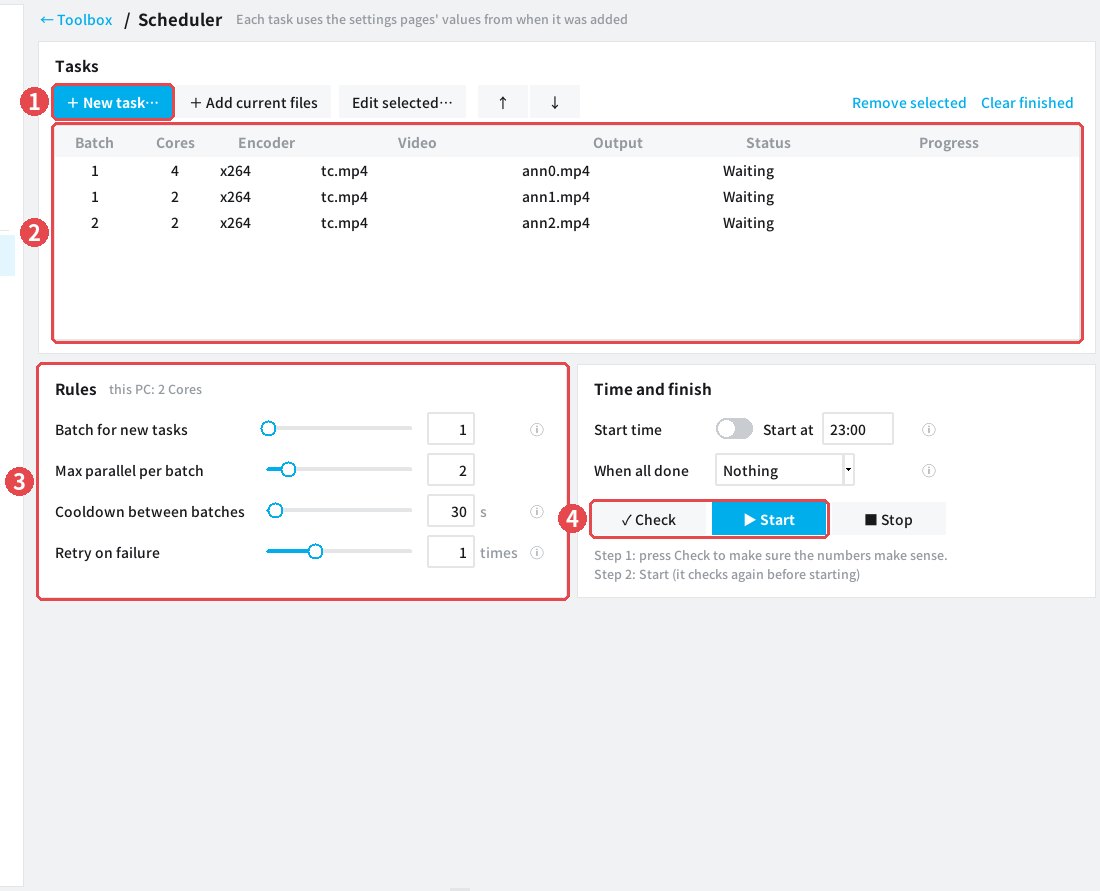 ← Toolbox / Scheduler Each task uses the settings pages' values from when it was added
Tasks
1 + New task⋯ + Add current files Edit selected⋯ ↑ ↓ Remove selected Clear finished
Batch Cores Encoder Video Output Status Progress
1 4 x264 tc.mp4 ann0.mp4 Waiting
1 2 x264 tc.mp4 ann1.mp4 Waiting
2 2 x264 tc.mp4 ann2.mp4 Waiting
2
Rules this PC: 2 Cores
Batch for new tasks 1 ⓘ
Max parallel per batch 2
3
Cooldown between batches 30 s ⓘ
Retry on failure 1 times ⓘ
Time and finish
Start time Start at 23:00 ⓘ
When all done Nothing ⓘ
4 ✓ Check ▶ Start ■ Stop
Step 1: press Check to make sure the numbers make sense.
Step 2: Start (it checks again before starting)